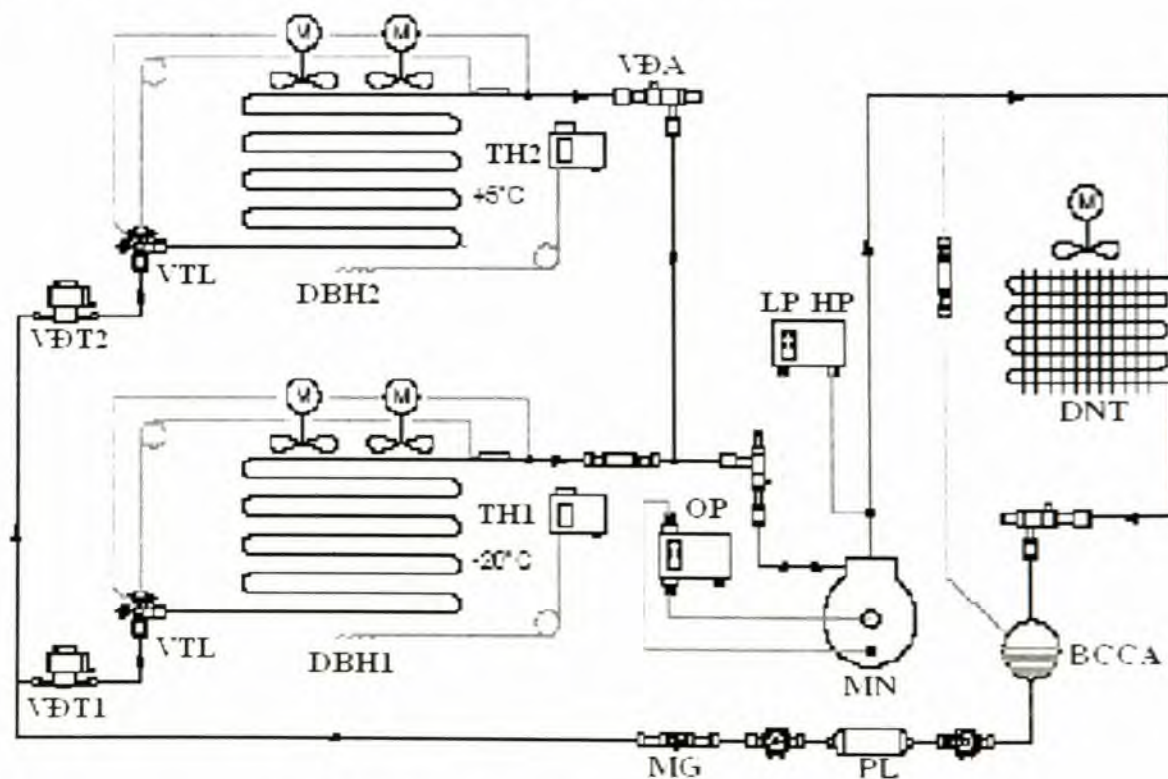 M M
VĐA
TH2
+5°C
M
VTL
DBH2
LP HP
VĐT2
DNT
M M
TH1
OP
-20°C
VTL
DBH1
BCCA
MN
VĐT1
MG
PL